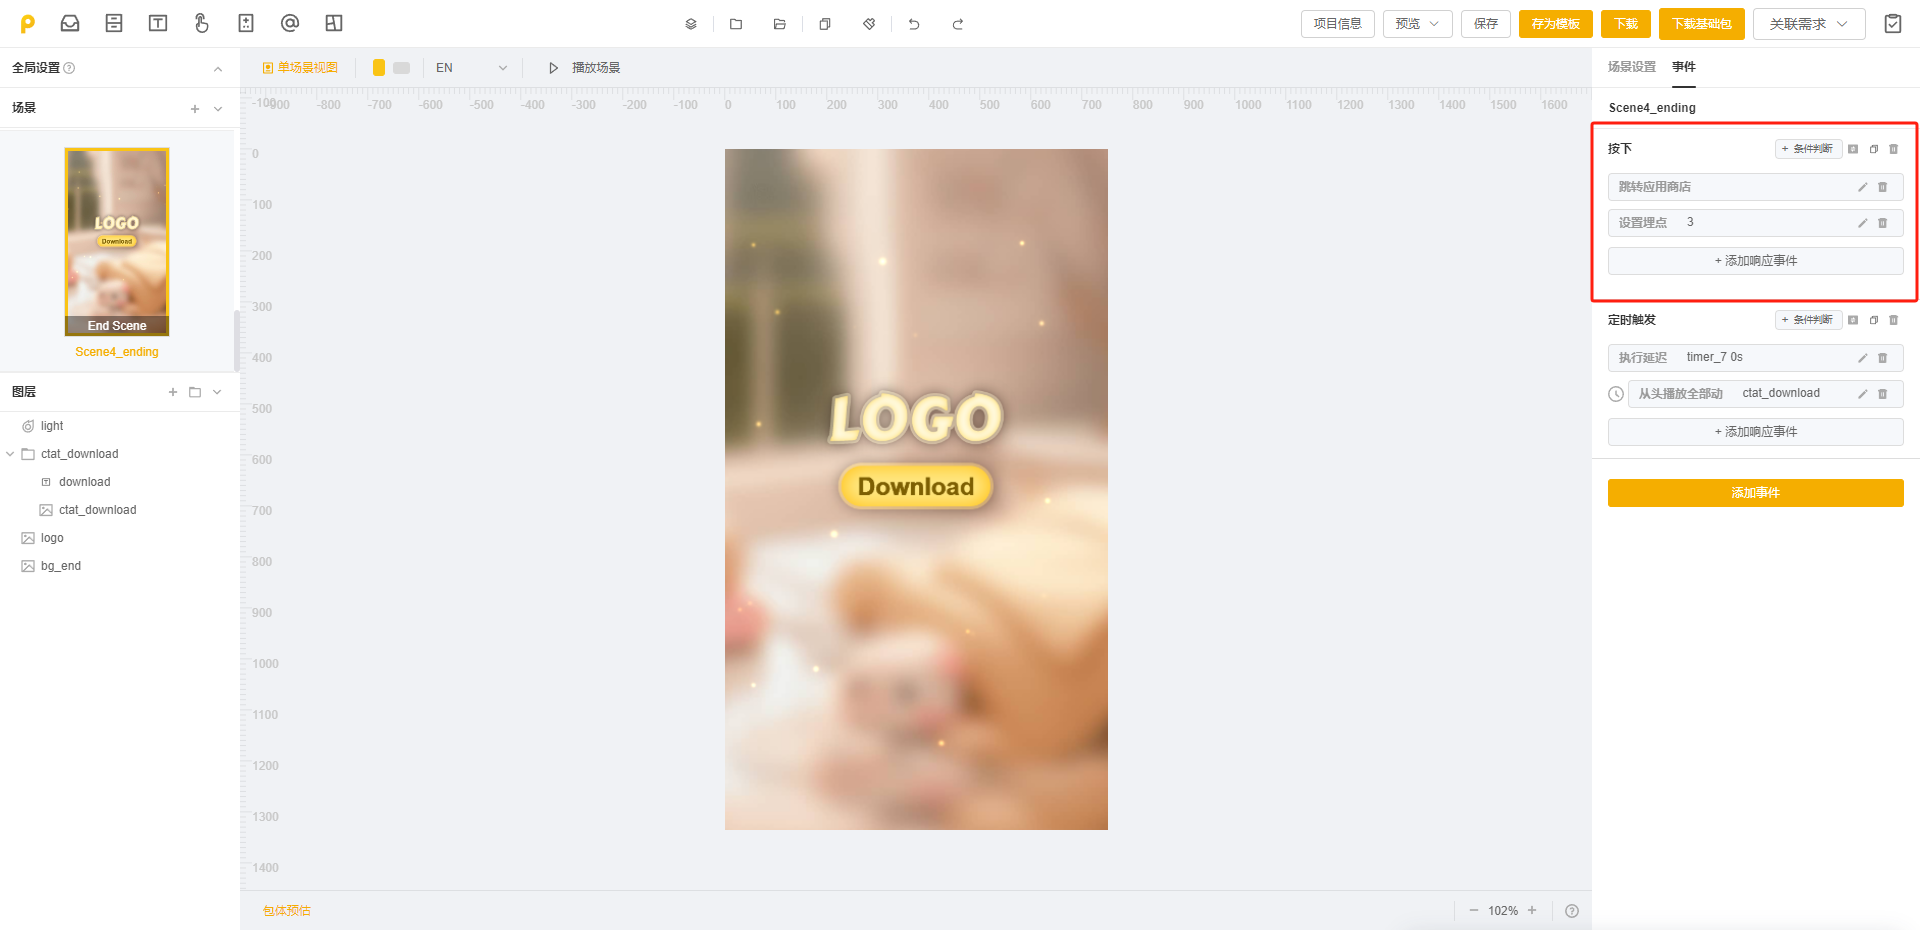 项目信息
预览
保存
存为模板
下载
下载基础包
关联需求
全局设置
场景
End Scene
Scene4_ending
图层
light
ctat_download
download
ctat_download
logo
bg_end
单场景视图
EN
播放场景
-800 -700 -600 -500 -400 -300 -200 -100 0 100 200 300 400 500 600 700 800 900 1000 1100 1200 1300 1400 1500 1600
0
100
200
300
400
500
600
700
800
900
1000
1100
1200
1300
1400
LOGO
Download
LOGO
Download
包体预估
102%
场景设置 事件
Scene4_ending
按下
+ 条件判断
跳转应用商店
设置埋点 3
+ 添加响应事件
定时触发
+ 条件判断
执行延迟 timer_7 0s
从头播放全部动 ctat_download
+ 添加响应事件
添加事件